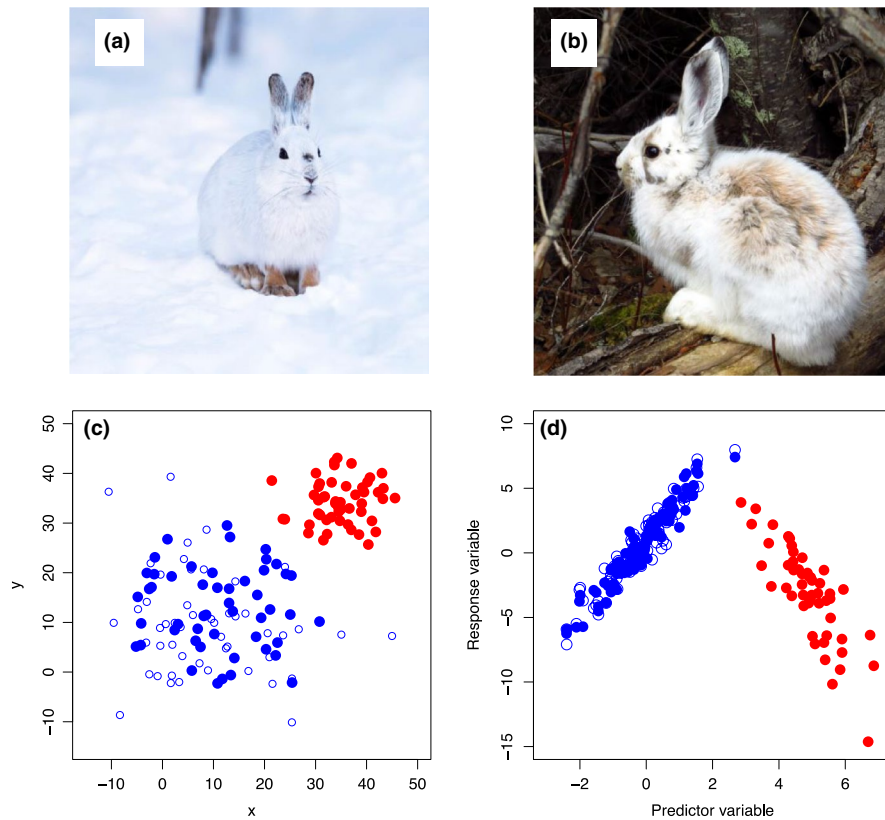 (a)
(b)
(c)
50
40
30
20
10
0
−10
y
−10 0 10 20 30 40 50
x
(d)
10
5
0
−5
−10
−15
Response variable
−2 0 2 4 6
Predictor variable